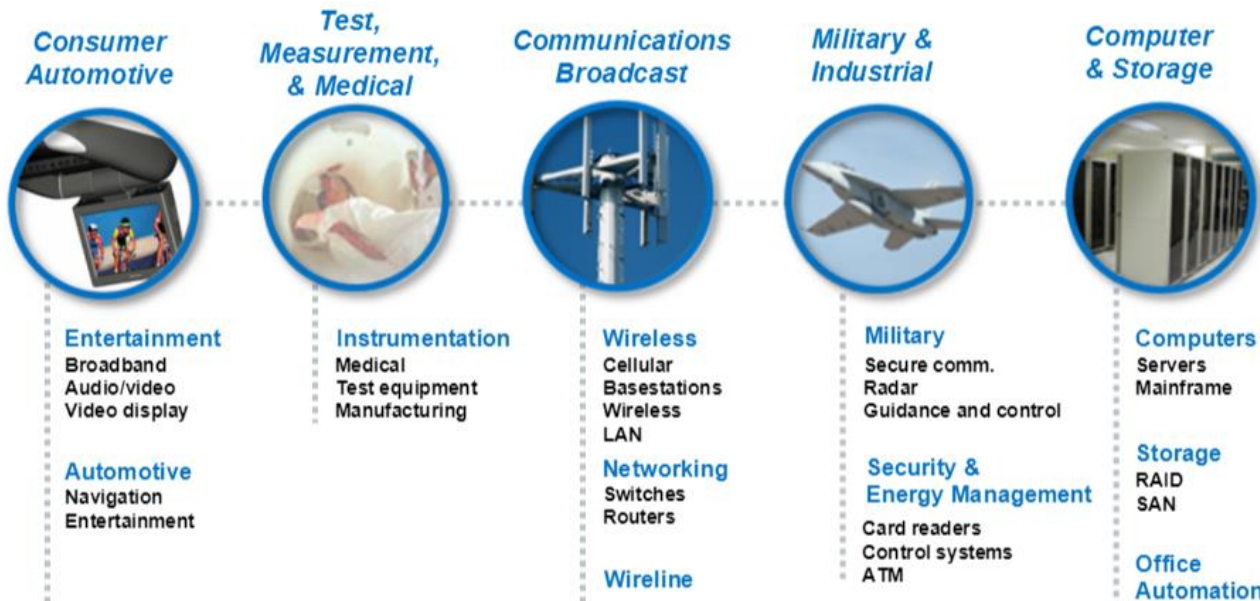 Consumer
Automotive
Test,
Measurement,
& Medical
Communications
Broadcast
Military &
Industrial
Computer
& Storage
Entertainment
Broadband
Audio/video
Video display
Automotive
Navigation
Entertainment
Instrumentation
Medical
Test equipment
Manufacturing
Wireless
Cellular
Basestations
Wireless
LAN
Networking
Switches
Routers
Wireline
Military
Secure comm.
Radar
Guidance and control
Security &
Energy Management
Card readers
Control systems
ATM
Computers
Servers
Mainframe
Storage
RAID
SAN
Office
Automation